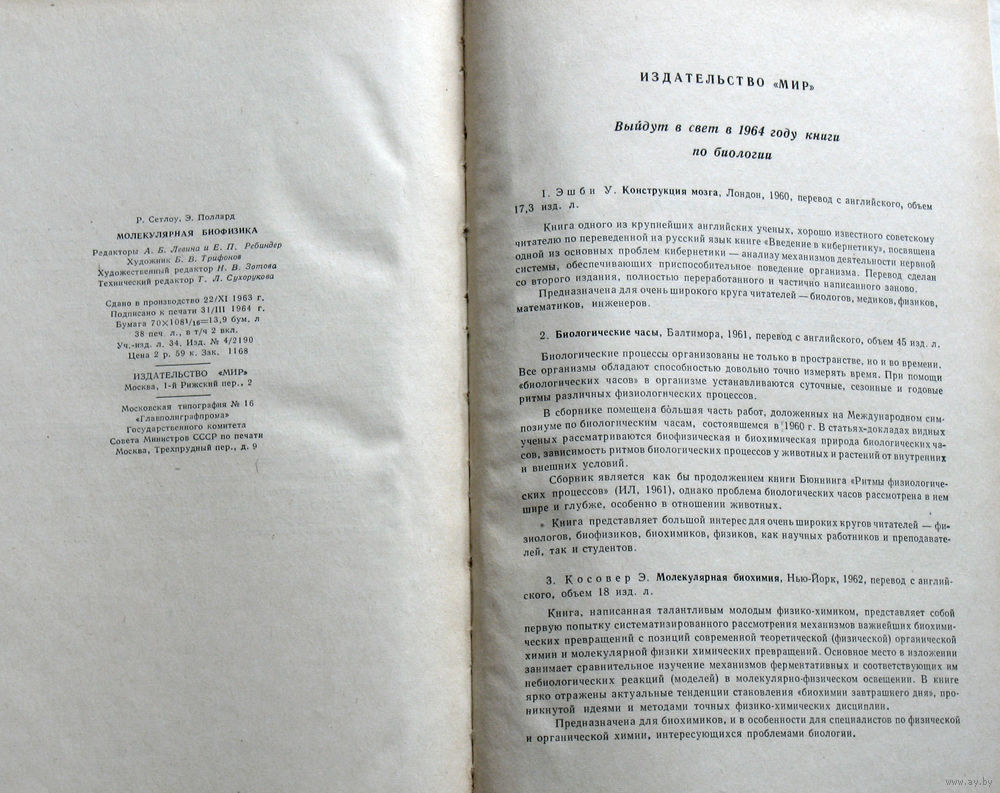 Р. Сетлоу, Э. Поллард
МОЛЕКУЛЯРНАЯ БИОФИЗИКА
Редакторы А. Б. Левина и Е. П. Ребиндер
Художник Б. В. Трифонов
Художественный редактор Н. В. Зотова
Технический редактор Т. Л. Сухорукова
Сдано в производство 22/XI 1963 г.
Подписано к печати 31/III 1964 г.
Бумага 70×108¹/₁₆=13,9 бум. л
38 печ. л., в т/ч 2 вкл.
Уч.-изд. л. 34. Изд. № 4/2190
Цена 2 р. 59 к. Зак. 1168
ИЗДАТЕЛЬСТВО «МИР»
Москва, 1-й Рижский пер., 2
Московская типография № 16
«Главполиграфпрома»
Государственного комитета
Совета Министров СССР по печати
Москва, Трехпрудный пер., д. 9
ИЗДАТЕЛЬСТВО «МИР»
Выйдут в свет в 1964 году книги
по биологии
1. Эшби У. Конструкция мозга, Лондон, 1960, перевод с английского, объем
17,3 изд. л.
Книга одного из крупнейших английских ученых, хорошо известного советскому
читателю по переведенной на русский язык книге «Введение в кибернетику», посвящена
одной из основных проблем кибернетики — анализу механизмов деятельности нервной
системы, обеспечивающих приспособительное поведение организма. Перевод сделан
со второго издания, полностью переработанного и частично написанного заново.
Предназначена для очень широкого круга читателей — биологов, медиков, физиков,
математиков, инженеров.
2. Биологические часы, Балтимора, 1961, перевод с английского, объем 45 изд. л.
Биологические процессы организованы не только в пространстве, но и во времени.
Все организмы обладают способностью довольно точно измерять время. При помощи
«биологических часов» в организме устанавливаются суточные, сезонные и годовые
ритмы различных физиологических процессов.
В сборнике помещена бо́льшая часть работ, доложенных на Международном сим-
позиуме по биологическим часам, состоявшемся в 1960 г. В статьях-докладах видных
ученых рассматриваются биофизическая и биохимическая природа биологических ча-
сов, зависимость ритмов биологических процессов у животных и растений от внутренних
и внешних условий.
Сборник является как бы продолжением книги Бюннинга «Ритмы физиологиче-
ских процессов» (ИЛ, 1961), однако проблема биологических часов рассмотрена в нем
шире и глубже, особенно в отношении животных.
Книга представляет большой интерес для очень широких кругов читателей — фи-
зиологов, биофизиков, биохимиков, физиков, как научных работников и преподавате-
лей, так и студентов.
3. Косовер Э. Молекулярная биохимия, Нью-Йорк, 1962, перевод с англий-
ского, объем 18 изд. л.
Книга, написанная талантливым молодым физико-химиком, представляет собой
первую попытку систематизированного рассмотрения механизмов важнейших биохими-
ческих превращений с позиций современной теоретической (физической) органической
химии и молекулярной физики химических превращений. Основное место в изложении
занимает сравнительное изучение механизмов ферментативных и соответствующих им
небиологических реакций (моделей) в молекулярно-физическом освещении. В книге
ярко отражены актуальные тенденции становления «биохимии завтрашнего дня», про-
никнутой идеями и методами точных физико-химических дисциплин.
Предназначена для биохимиков, и в особенности для специалистов по физической
и органической химии, интересующихся проблемами биологии.
www.ay.by